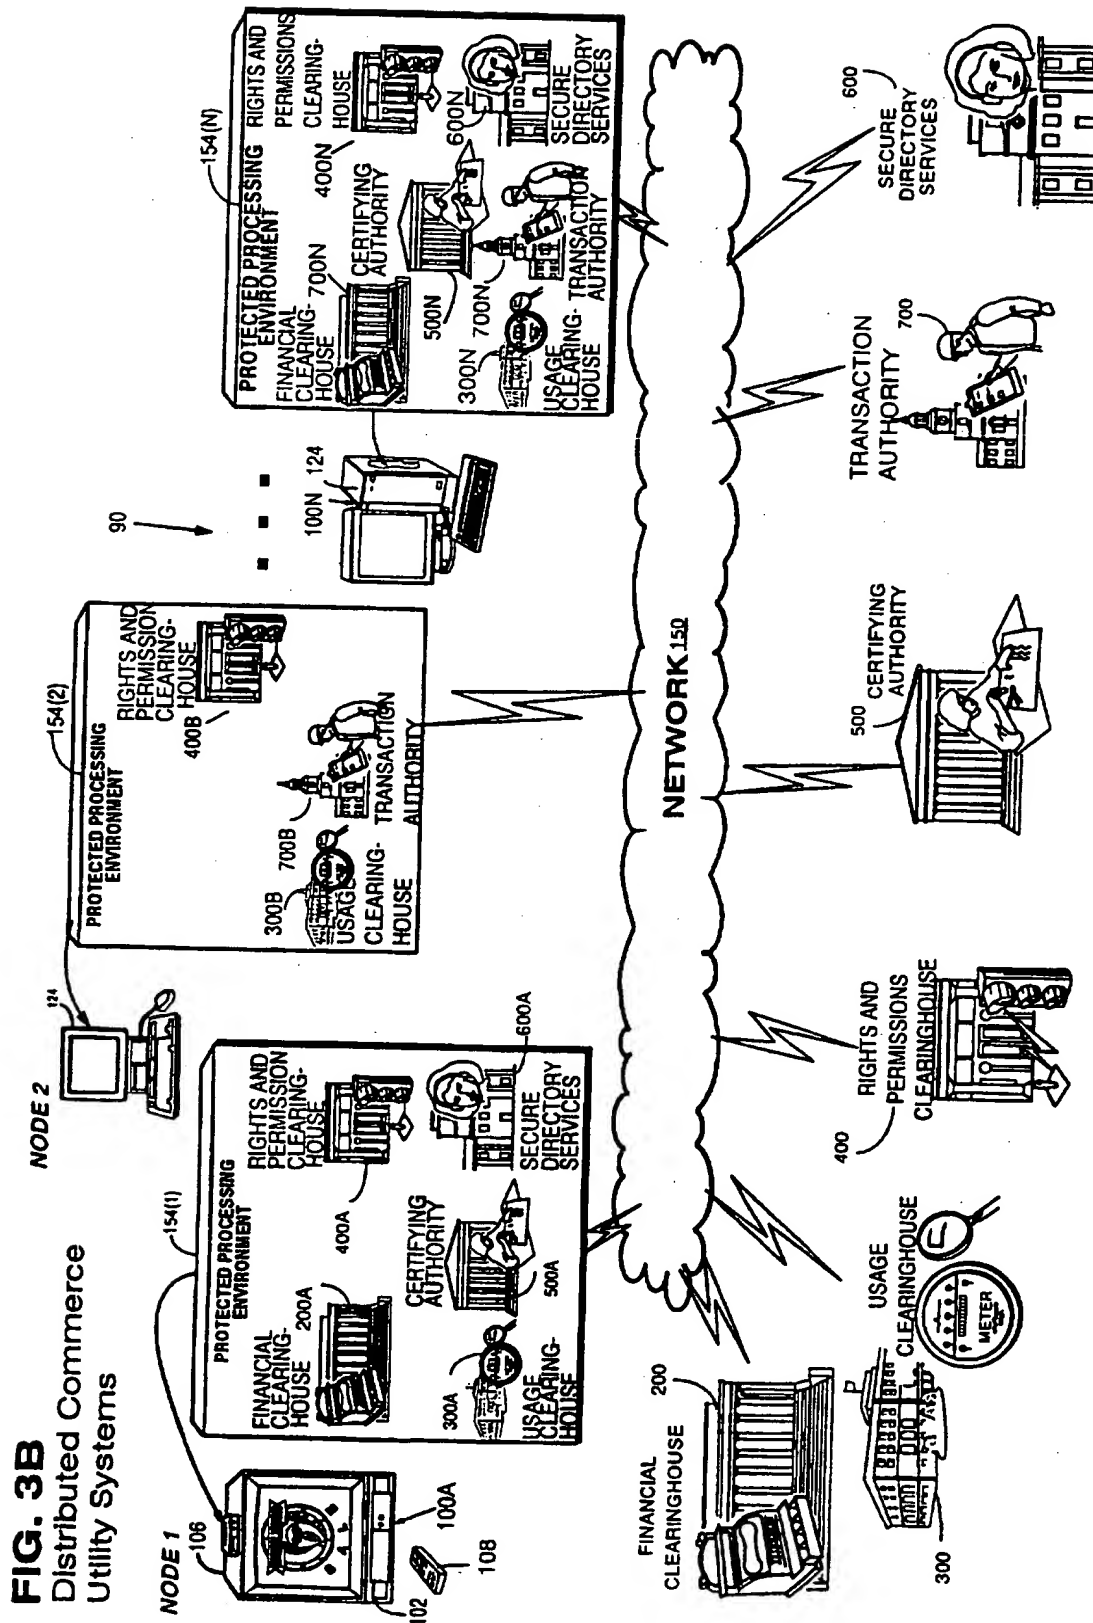 FIG. 3B
Distributed Commerce
Utility Systems
NODE 1
106
102
100A
108
154(1)
PROTECTED PROCESSING
ENVIRONMENT
FINANCIAL
CLEARING-
HOUSE
200A
RIGHTS AND
PERMISSION
CLEARING-
HOUSE
400A
CERTIFYING
AUTHORITY
500A
300A
USAGE
CLEARING-
HOUSE
600A
SECURE
DIRECTORY
SERVICES
NODE 2
124
154(2)
PROTECTED PROCESSING
ENVIRONMENT
RIGHTS AND
PERMISSION
CLEARING-
HOUSE
400B
300B
USAGE
CLEARING-
HOUSE
700B
TRANSACTION
AUTHORITY
90
100N
124
154(N)
PROTECTED PROCESSING
ENVIRONMENT
FINANCIAL
CLEARING-
HOUSE
700N
RIGHTS AND
PERMISSIONS
CLEARING-
HOUSE
400N
CERTIFYING
AUTHORITY
500N
600N
SECURE
DIRECTORY
SERVICES
300N
USAGE
CLEARING-
HOUSE
700N
TRANSACTION
AUTHORITY
NETWORK 150
FINANCIAL
CLEARINGHOUSE
200
300
USAGE
CLEARINGHOUSE
METER
400
RIGHTS AND
PERMISSIONS
CLEARINGHOUSE
500
CERTIFYING
AUTHORITY
TRANSACTION
AUTHORITY
700
SECURE
DIRECTORY
SERVICES
600